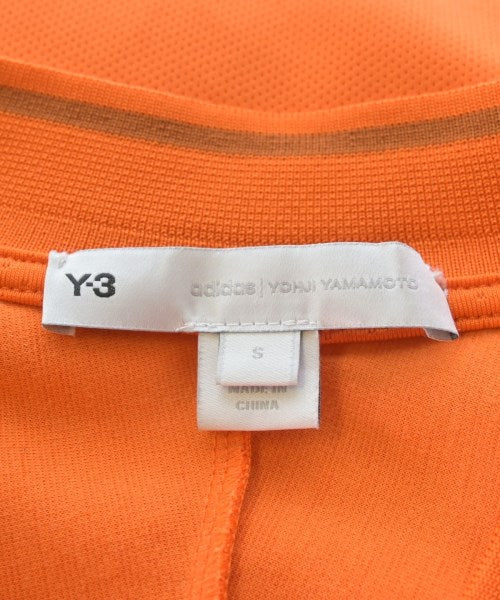 Y-3 adidas | YOHJI YAMAMOTO
S
MADE IN
CHINA